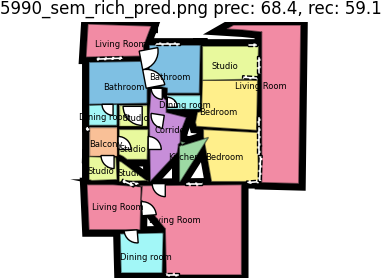 5990_sem_rich_pred.png prec: 68.4, rec: 59.1
Living Room
Bathroom
Studio
Bathroom
Living Room
Dining room
Dining room
Studio
Bedroom
Corridor
Balcony
Studio
Kitchen
Bedroom
Studio
Studio
Living Room
Living Room
Dining room